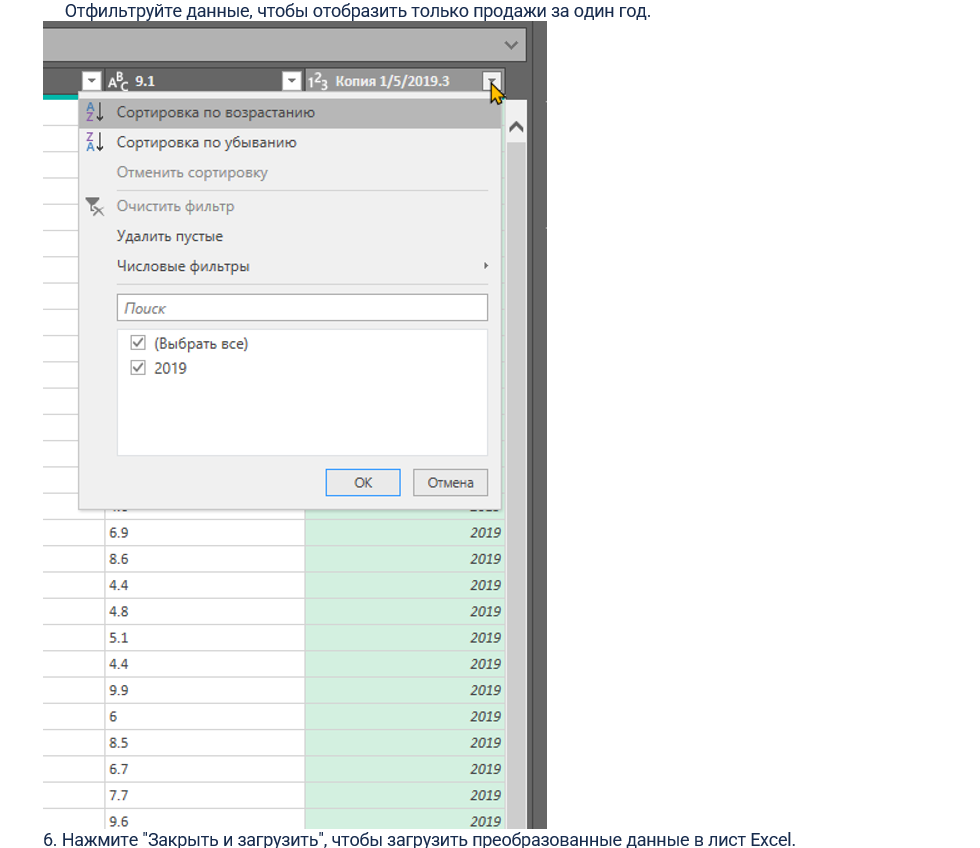 Отфильтруйте данные, чтобы отобразить только продажи за один год.
ABC 9.1 123 Копия 1/5/2019.3
AZ Сортировка по возрастанию
ZA Сортировка по убыванию
Отменить сортировку
Очистить фильтр
Удалить пустые
Числовые фильтры
Поиск
(Выбрать все)
2019
ОК Отмена
6.9 2019
8.6 2019
4.4 2019
4.8 2019
5.1 2019
4.4 2019
9.9 2019
6 2019
8.5 2019
6.7 2019
7.7 2019
9.6 2019
6. Нажмите "Закрыть и загрузить", чтобы загрузить преобразованные данные в лист Excel.